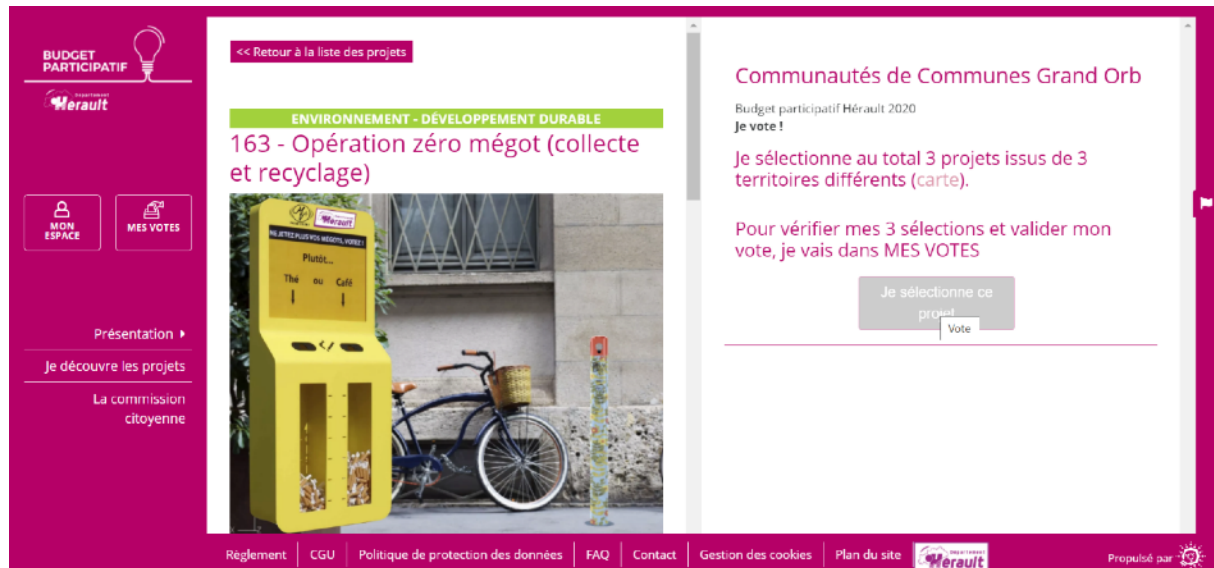 BUDGET
PARTICIPATIF
Département
Herault
MON
ESPACE
MES VOTES
Présentation
Je découvre les projets
La commission
citoyenne
<< Retour à la liste des projets
ENVIRONNEMENT - DÉVELOPPEMENT DURABLE
163 - Opération zéro mégot (collecte
et recyclage)
Herault
NE JETEZ PLUS VOS MÉGOTS, VOTEZ !
Plutôt...
Thé ou Café
Communautés de Communes Grand Orb
Budget participatif Hérault 2020
Je vote !
Je sélectionne au total 3 projets issus de 3
territoires différents (carte).
Pour vérifier mes 3 sélections et valider mon
vote, je vais dans MES VOTES
Je sélectionne ce
projet
Vote
Règlement
CGU
Politique de protection des données
FAQ
Contact
Gestion des cookies
Plan du site
Département
Herault
Propulsé par